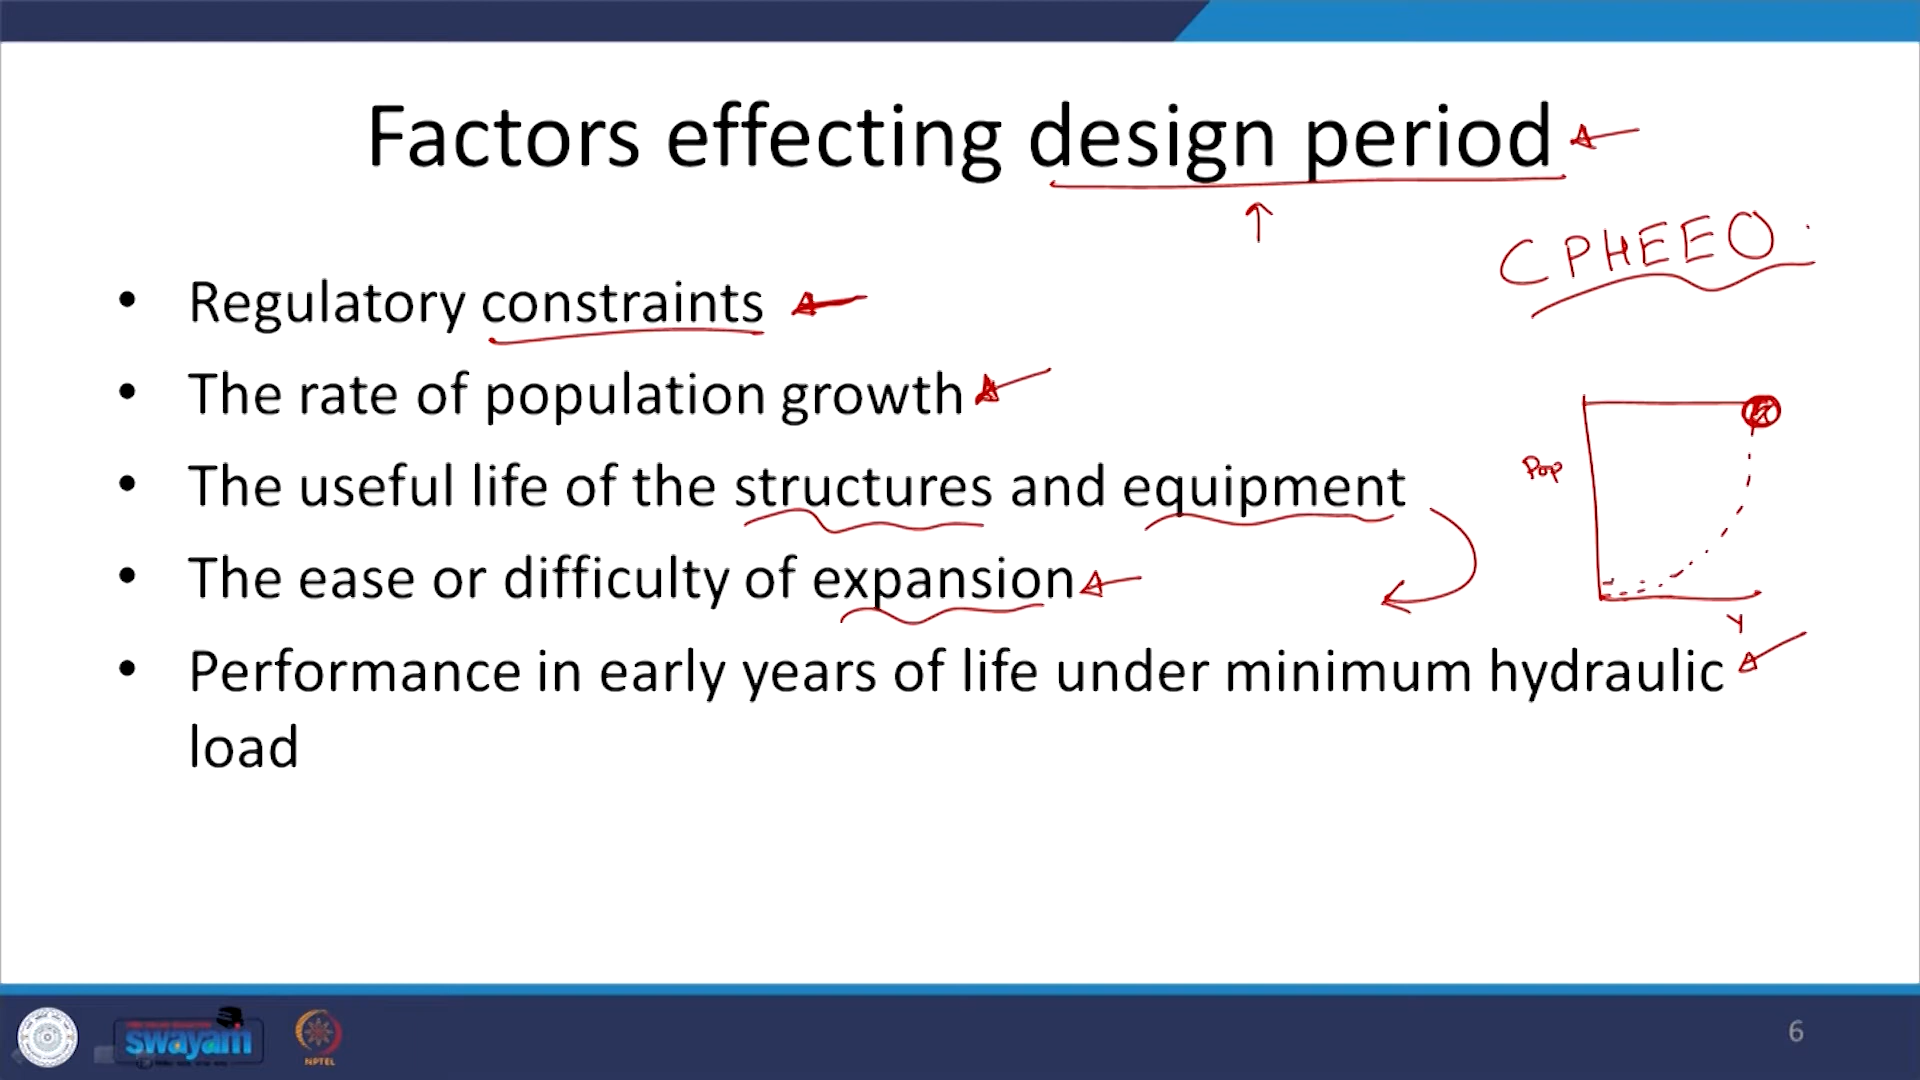 Factors effecting design period
CPHEEO
• Regulatory constraints
• The rate of population growth
Pop
• The useful life of the structures and equipment
• The ease or difficulty of expansion
Y
• Performance in early years of life under minimum hydraulic
load
swayam
NPTEL
6